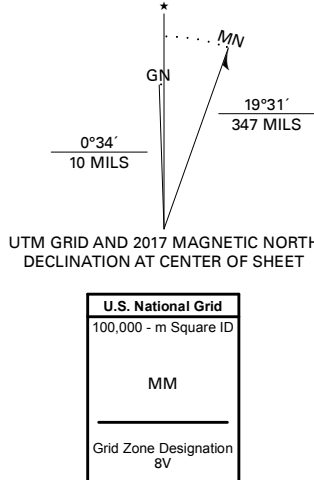 ★
MN
GN
19°31´
347 MILS
0°34´
10 MILS
UTM GRID AND 2017 MAGNETIC NORTH
DECLINATION AT CENTER OF SHEET
U.S. National Grid
100,000 - m Square ID
MM
Grid Zone Designation
8V